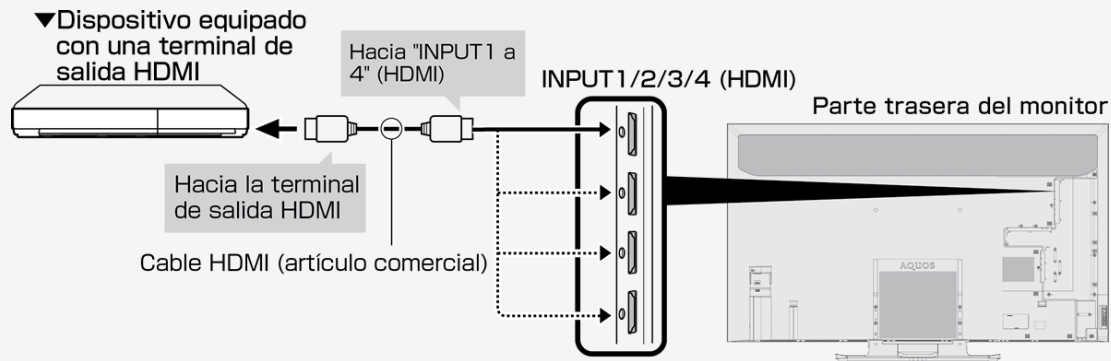 ▼Dispositivo equipado
con una terminal de
salida HDMI
Hacia "INPUT1 a
4" (HDMI)
INPUT1/2/3/4 (HDMI)
Parte trasera del monitor
Hacia la terminal
de salida HDMI
Cable HDMI (artículo comercial)
AQUOS